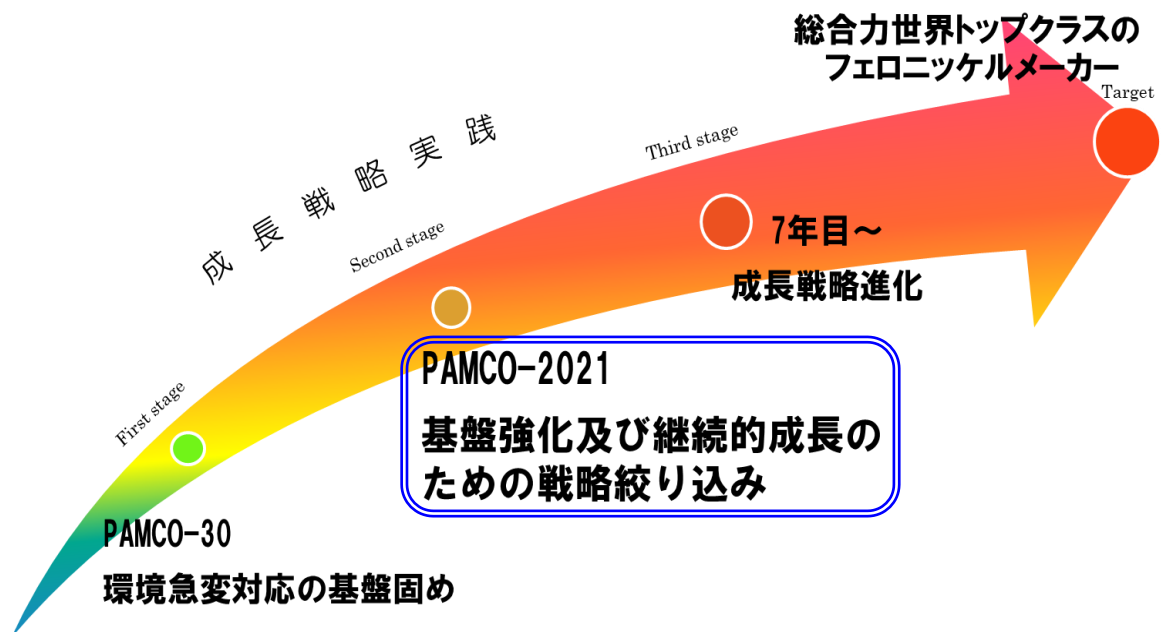 総合力世界トップクラスの
フェロニッケルメーカー
Target
成長戦略実践
Third stage
7年目～
成長戦略進化
Second stage
PAMCO-2021
基盤強化及び継続的成長の
ための戦略絞り込み
First stage
PAMCO-30
環境急変対応の基盤固め